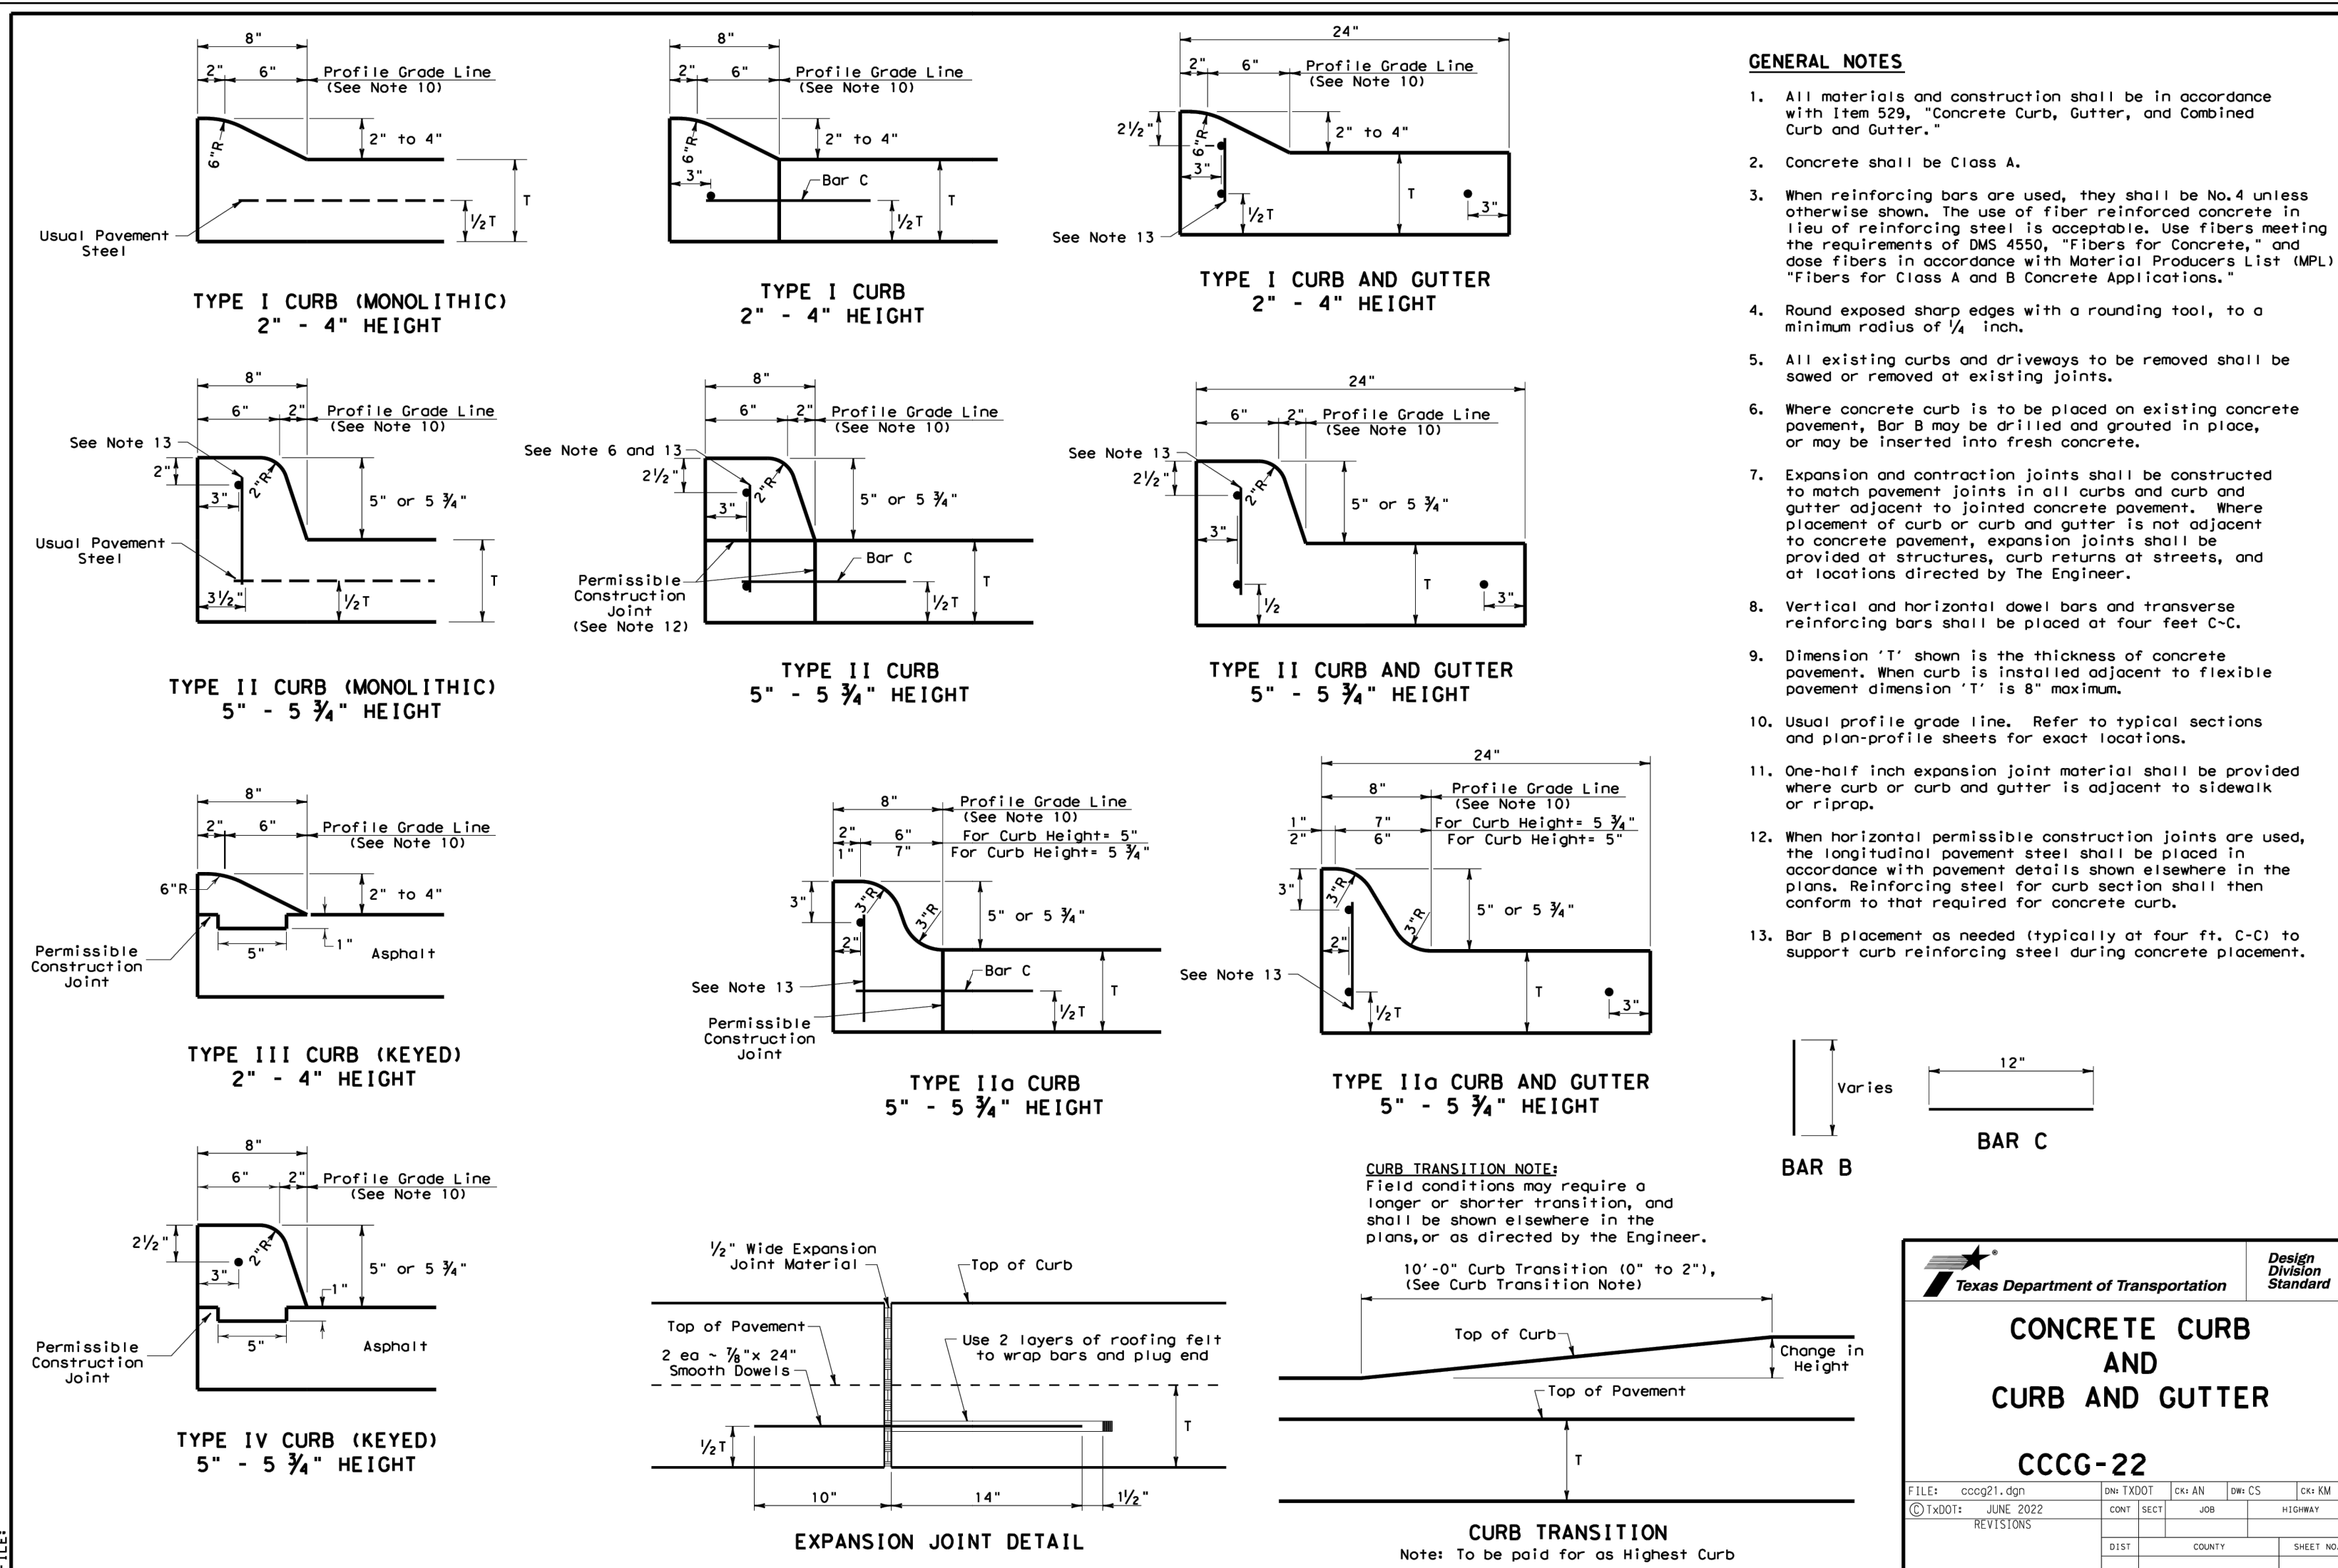 8"
2" 6" Profile Grade Line
(See Note 10)
6"R
2" to 4"
T
½T
Usual Pavement
Steel
TYPE I CURB (MONOLITHIC)
2" - 4" HEIGHT
8"
2" 6" Profile Grade Line
(See Note 10)
6"R
2" to 4"
3"
Bar C
T
½T
TYPE I CURB
2" - 4" HEIGHT
24"
2" 6" Profile Grade Line
(See Note 10)
2½"
6"R
2" to 4"
3"
½T
T
3"
See Note 13
TYPE I CURB AND GUTTER
2" - 4" HEIGHT
8"
6" 2" Profile Grade Line
(See Note 10)
See Note 13
2"
3"
2"R
5" or 5 ¾"
Usual Pavement
Steel
3½"
½T
T
TYPE II CURB (MONOLITHIC)
5" - 5 ¾" HEIGHT
8"
6" 2" Profile Grade Line
(See Note 10)
See Note 6 and 13
2½"
3"
2"R
5" or 5 ¾"
Bar C
Permissible
Construction
Joint
(See Note 12)
½T
T
TYPE II CURB
5" - 5 ¾" HEIGHT
24"
6" 2" Profile Grade Line
(See Note 10)
See Note 13
2½"
3"
2"R
5" or 5 ¾"
½
T
3"
TYPE II CURB AND GUTTER
5" - 5 ¾" HEIGHT
8"
2" 6" Profile Grade Line
(See Note 10)
6"R
2" to 4"
Permissible
Construction
Joint
5"
1"
Asphalt
TYPE III CURB (KEYED)
2" - 4" HEIGHT
8" Profile Grade Line
(See Note 10)
2" 6" For Curb Height= 5"
1" 7" For Curb Height= 5 ¾"
3"
3"R
3"R
5" or 5 ¾"
2"
Bar C
See Note 13
Permissible
Construction
Joint
½T
T
TYPE IIa CURB
5" - 5 ¾" HEIGHT
24"
8" Profile Grade Line
(See Note 10)
1" 7" For Curb Height= 5 ¾"
2" 6" For Curb Height= 5"
3"
3"R
3"R
5" or 5 ¾"
2"
See Note 13
½T
T
3"
TYPE IIa CURB AND GUTTER
5" - 5 ¾" HEIGHT
8"
6" 2" Profile Grade Line
(See Note 10)
2½"
3"
2"R
5" or 5 ¾"
1"
5"
Permissible
Construction
Joint
Asphalt
TYPE IV CURB (KEYED)
5" - 5 ¾" HEIGHT
½" Wide Expansion
Joint Material
Top of Curb
Top of Pavement
2 ea ~ ⅞"x 24"
Smooth Dowels
Use 2 layers of roofing felt
to wrap bars and plug end
½T
T
10" 14" 1½"
EXPANSION JOINT DETAIL
CURB TRANSITION NOTE:
Field conditions may require a
longer or shorter transition, and
shall be shown elsewhere in the
plans,or as directed by the Engineer.
10'-0" Curb Transition (0" to 2"),
(See Curb Transition Note)
Top of Curb
Change in
Height
Top of Pavement
T
CURB TRANSITION
Note: To be paid for as Highest Curb
GENERAL NOTES
1. All materials and construction shall be in accordance
with Item 529, "Concrete Curb, Gutter, and Combined
Curb and Gutter."
2. Concrete shall be Class A.
3. When reinforcing bars are used, they shall be No.4 unless
otherwise shown. The use of fiber reinforced concrete in
lieu of reinforcing steel is acceptable. Use fibers meeting
the requirements of DMS 4550, "Fibers for Concrete," and
dose fibers in accordance with Material Producers List (MPL)
"Fibers for Class A and B Concrete Applications."
4. Round exposed sharp edges with a rounding tool, to a
minimum radius of ¼ inch.
5. All existing curbs and driveways to be removed shall be
sawed or removed at existing joints.
6. Where concrete curb is to be placed on existing concrete
pavement, Bar B may be drilled and grouted in place,
or may be inserted into fresh concrete.
7. Expansion and contraction joints shall be constructed
to match pavement joints in all curbs and curb and
gutter adjacent to jointed concrete pavement. Where
placement of curb or curb and gutter is not adjacent
to concrete pavement, expansion joints shall be
provided at structures, curb returns at streets, and
at locations directed by The Engineer.
8. Vertical and horizontal dowel bars and transverse
reinforcing bars shall be placed at four feet C~C.
9. Dimension 'T' shown is the thickness of concrete
pavement. When curb is installed adjacent to flexible
pavement dimension 'T' is 8" maximum.
10. Usual profile grade line. Refer to typical sections
and plan-profile sheets for exact locations.
11. One-half inch expansion joint material shall be provided
where curb or curb and gutter is adjacent to sidewalk
or riprap.
12. When horizontal permissible construction joints are used,
the longitudinal pavement steel shall be placed in
accordance with pavement details shown elsewhere in the
plans. Reinforcing steel for curb section shall then
conform to that required for concrete curb.
13. Bar B placement as needed (typically at four ft. C-C) to
support curb reinforcing steel during concrete placement.
Varies
BAR B
12"
BAR C
Texas Department of Transportation
Design
Division
Standard
CONCRETE CURB
AND
CURB AND GUTTER
CCCG-22
FILE: cccg21.dgn DN: TXDOT CK: AN DW: CS CK: KM
© TxDOT: JUNE 2022 CONT SECT JOB HIGHWAY
REVISIONS
DIST COUNTY SHEET NO.
FILE: